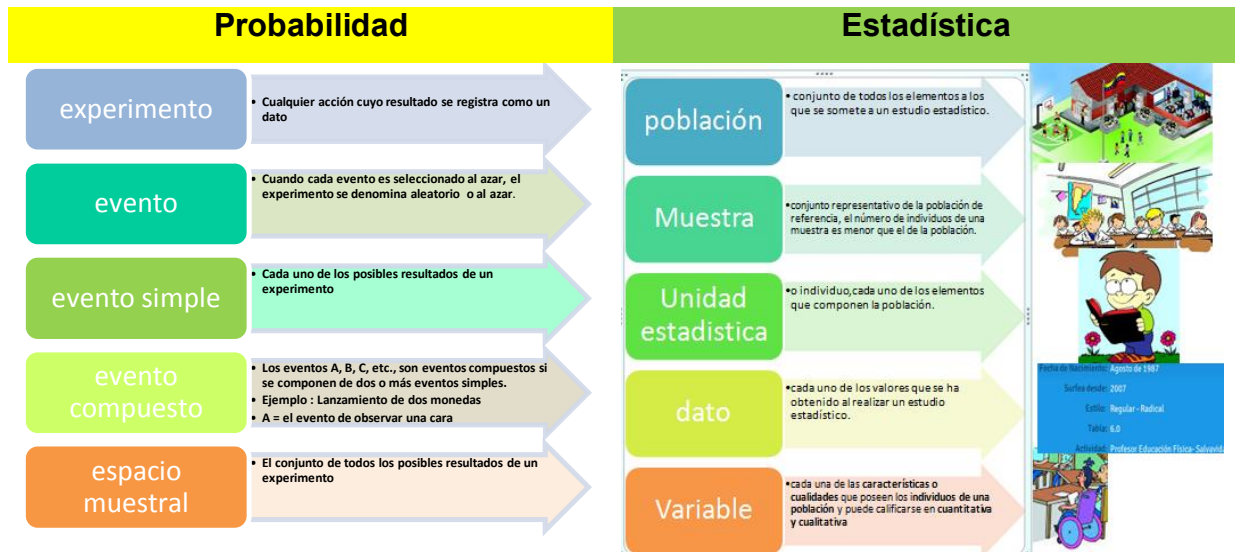 Probabilidad
experimento
• Cualquier acción cuyo resultado se registra como un
dato
evento
• Cuando cada evento es seleccionado al azar, el
experimento se denomina aleatorio o al azar.
evento simple
• Cada uno de los posibles resultados de un
experimento
evento
compuesto
• Los eventos A, B, C, etc., son eventos compuestos si
se componen de dos o más eventos simples.
• Ejemplo : Lanzamiento de dos monedas
• A = el evento de observar una cara
espacio
muestral
• El conjunto de todos los posibles resultados de un
experimento
Estadística
población
• conjunto de todos los elementos a los
que se somete a un estudio estadístico.
Muestra
•conjunto representativo de la población de
referencia, el número de individuos de una
muestra es menor que el de la población.
Unidad
estadistica
•o individuo,cada uno de los elementos
que componen la población.
dato
•cada uno de los valores que se ha
obtenido al realizar un estudio
estadístico.
Variable
•cada una de las características o
cualidades que poseen los individuos de una
población y puede calificarse en cuantitativa
y cualitativa
Fecha de Nacimiento: Agosto de 1987
Surfea desde: 2007
Estilo: Regular - Radical
Tabla: 6.0
Actividad: Profesor Educación Física- Salvavid